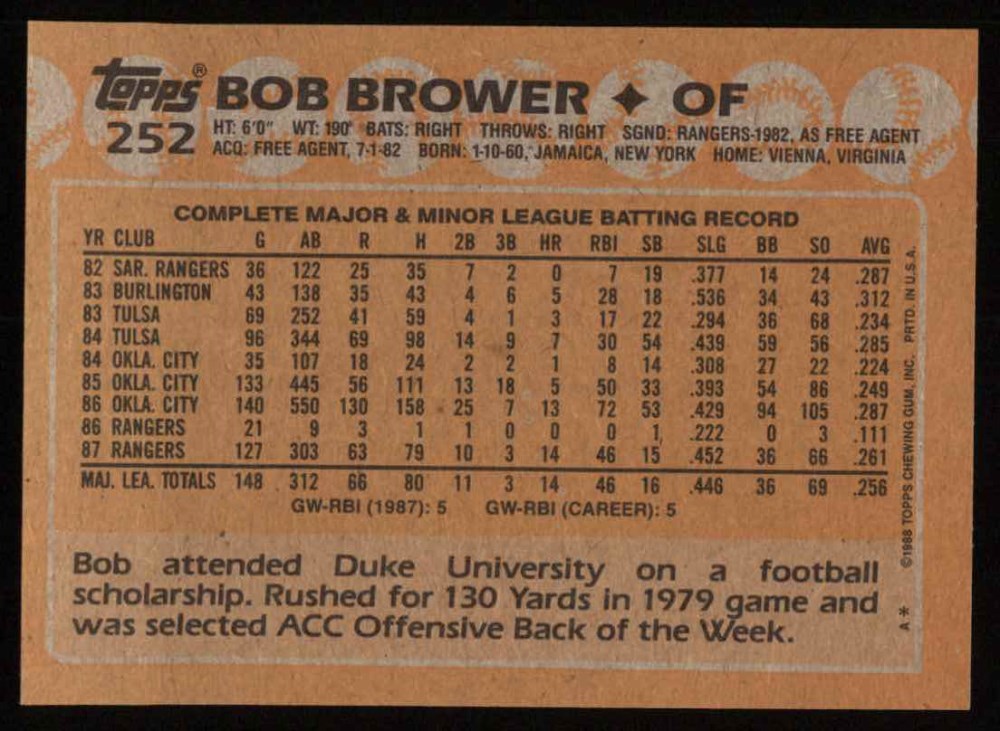 topps® BOB BROWER ✦ OF
252 HT: 6'0" WT: 190 BATS: RIGHT THROWS: RIGHT SGND: RANGERS-1982, AS FREE AGENT
ACQ: FREE AGENT, 7-1-82 BORN: 1-10-60, JAMAICA, NEW YORK HOME: VIENNA, VIRGINIA
COMPLETE MAJOR & MINOR LEAGUE BATTING RECORD
YR CLUB G AB R H 2B 3B HR RBI SB SLG BB SO AVG
82 SAR. RANGERS 36 122 25 35 7 2 0 7 19 .377 14 24 .287
83 BURLINGTON 43 138 35 43 4 6 5 28 18 .536 34 43 .312
83 TULSA 69 252 41 59 4 1 3 17 22 .294 36 68 .234
84 TULSA 96 344 69 98 14 9 7 30 54 .439 59 56 .285
84 OKLA. CITY 35 107 18 24 2 2 1 8 14 .308 27 22 .224
85 OKLA. CITY 133 445 56 111 13 18 5 50 33 .393 54 86 .249
86 OKLA. CITY 140 550 130 158 25 7 13 72 53 .429 94 105 .287
86 RANGERS 21 9 3 1 1 0 0 0 1 .222 0 3 .111
87 RANGERS 127 303 63 79 10 3 14 46 15 .452 36 66 .261
MAJ. LEA. TOTALS 148 312 66 80 11 3 14 46 16 .446 36 69 .256
GW-RBI (1987): 5 GW-RBI (CAREER): 5
Bob attended Duke University on a football
scholarship. Rushed for 130 Yards in 1979 game and
was selected ACC Offensive Back of the Week.
A* ©1988 TOPPS CHEWING GUM, INC. PRTD. IN U.S.A.